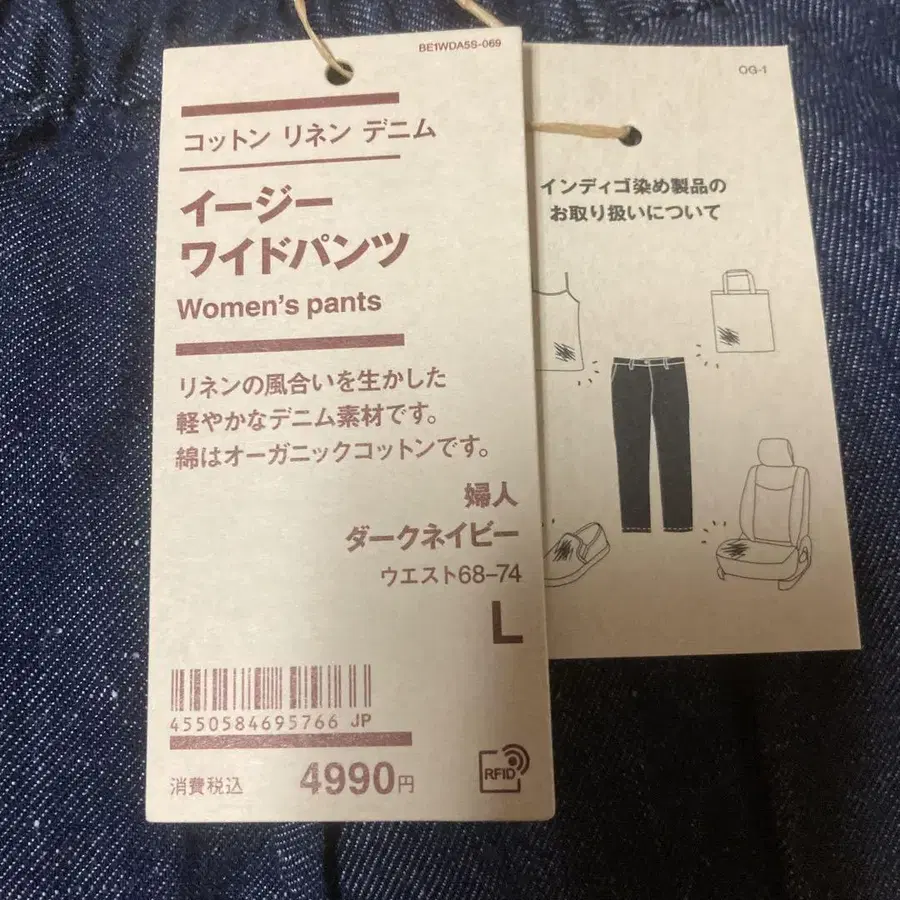 BE1WDA5S-069
コットン リネン デニム
イージー
ワイドパンツ
Women's pants
リネンの風合いを生かした
軽やかなデニム素材です。
綿はオーガニックコットンです。
婦人
ダークネイビー
ウエスト68–74
L
4550584695766 JP
消費税込 4990円
RFID
OG-1
インディゴ染め製品の
お取り扱いについて